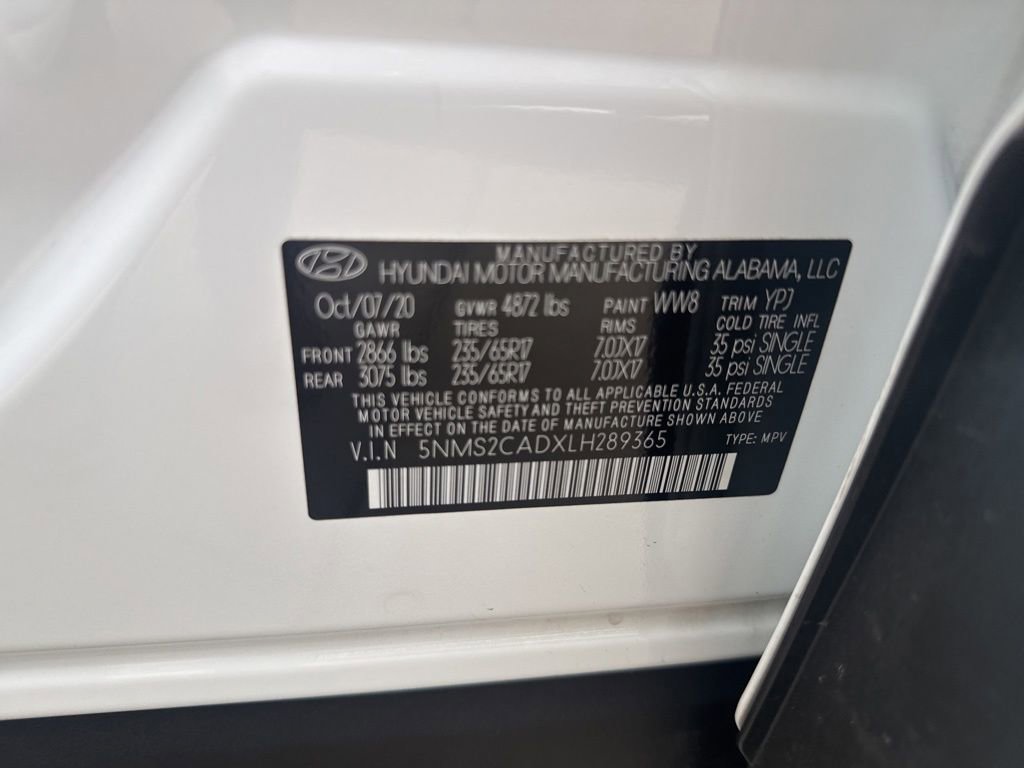 MANUFACTURED BY
HYUNDAI MOTOR MANUFACTURING ALABAMA, LLC
Oct/07/20 GVWR 4872 lbs PAINT WW8 TRIM YPJ
GAWR TIRES RIMS COLD TIRE INFL
FRONT 2866 lbs 235/65R17 7.0JX17 35 psi SINGLE
REAR 3075 lbs 235/65R17 7.0JX17 35 psi SINGLE
THIS VEHICLE CONFORMS TO ALL APPLICABLE U.S.A. FEDERAL
MOTOR VEHICLE SAFETY AND THEFT PREVENTION STANDARDS
IN EFFECT ON THE DATE OF MANUFACTURE SHOWN ABOVE
V.I.N 5NMS2CADXLH289365 TYPE: MPV